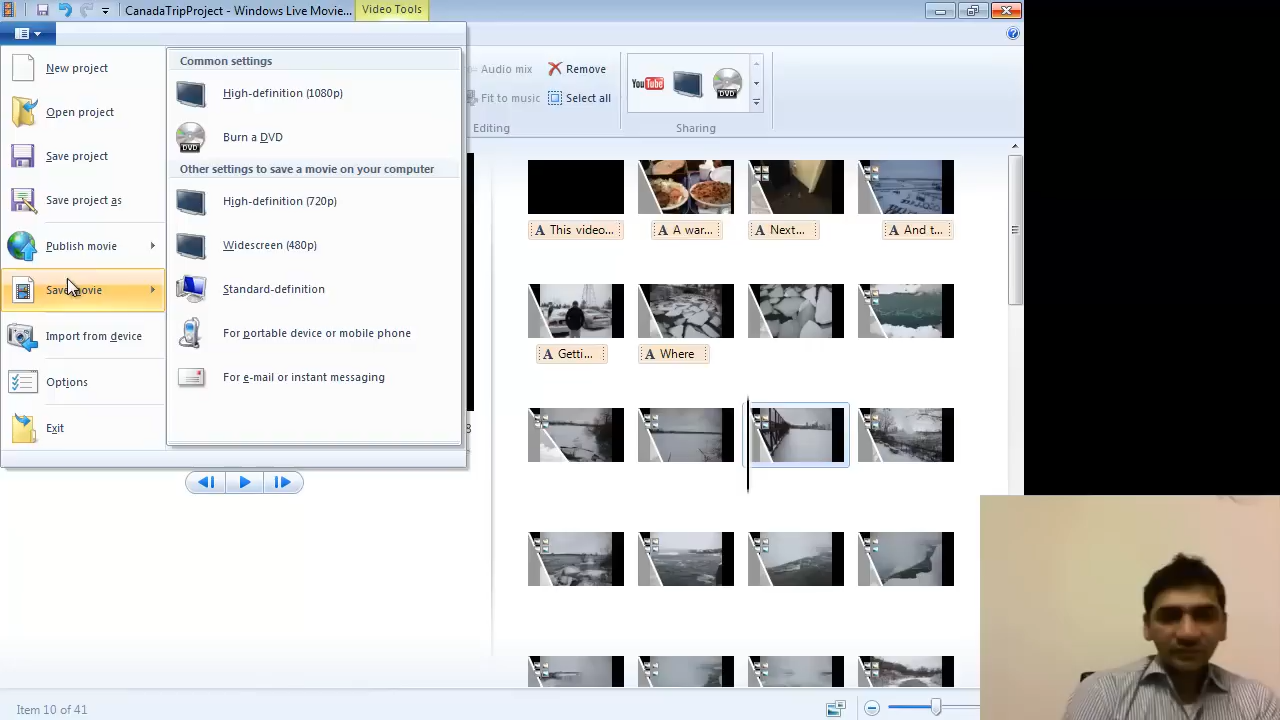 CanadaTripProject - Windows Live Movie...
Video Tools
New project
Open project
Save project
Save project as
Publish movie
Save movie
Import from device
Options
Exit
Common settings
High-definition (1080p)
Burn a DVD
Other settings to save a movie on your computer
High-definition (720p)
Widescreen (480p)
Standard-definition
For portable device or mobile phone
For e-mail or instant messaging
Audio mix
Remove
Fit to music
Select all
Editing
You Tube
DVD
Sharing
A This video...
A A war...
A Next...
A And t...
A Getti...
A Where
Item 10 of 41